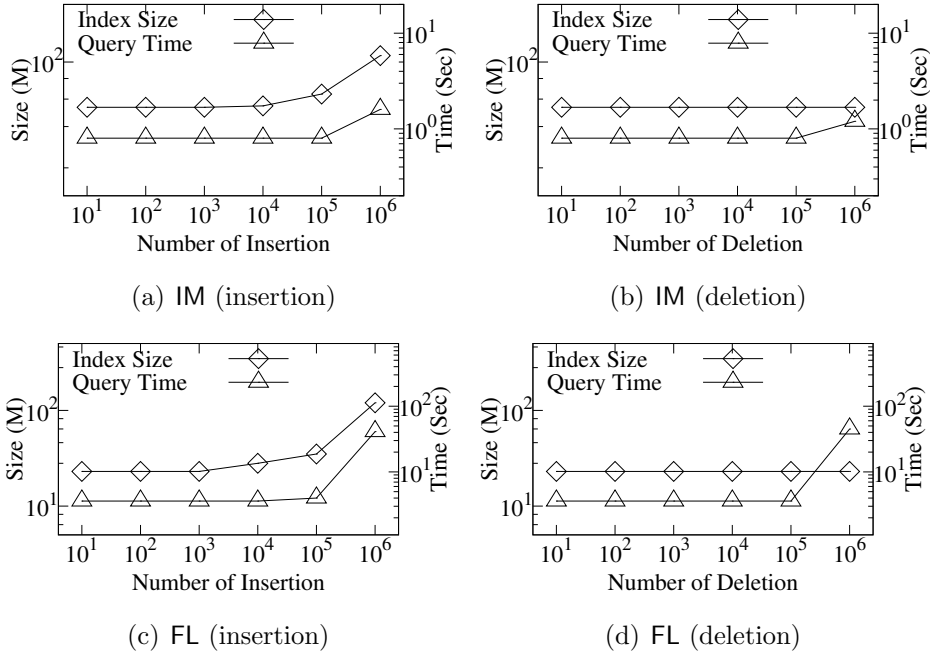 Index Size
Query Time
Size (M)
10^2
10^1
10^0
Time (Sec)
10^1 10^2 10^3 10^4 10^5 10^6
Number of Insertion
(a) IM (insertion)
Index Size
Query Time
Size (M)
10^2
10^1
10^0
Time (Sec)
10^1 10^2 10^3 10^4 10^5 10^6
Number of Deletion
(b) IM (deletion)
Index Size
Query Time
Size (M)
10^2
10^1
10^2
10^1
Time (Sec)
10^1 10^2 10^3 10^4 10^5 10^6
Number of Insertion
(c) FL (insertion)
Index Size
Query Time
Size (M)
10^2
10^1
10^2
10^1
Time (Sec)
10^1 10^2 10^3 10^4 10^5 10^6
Number of Deletion
(d) FL (deletion)